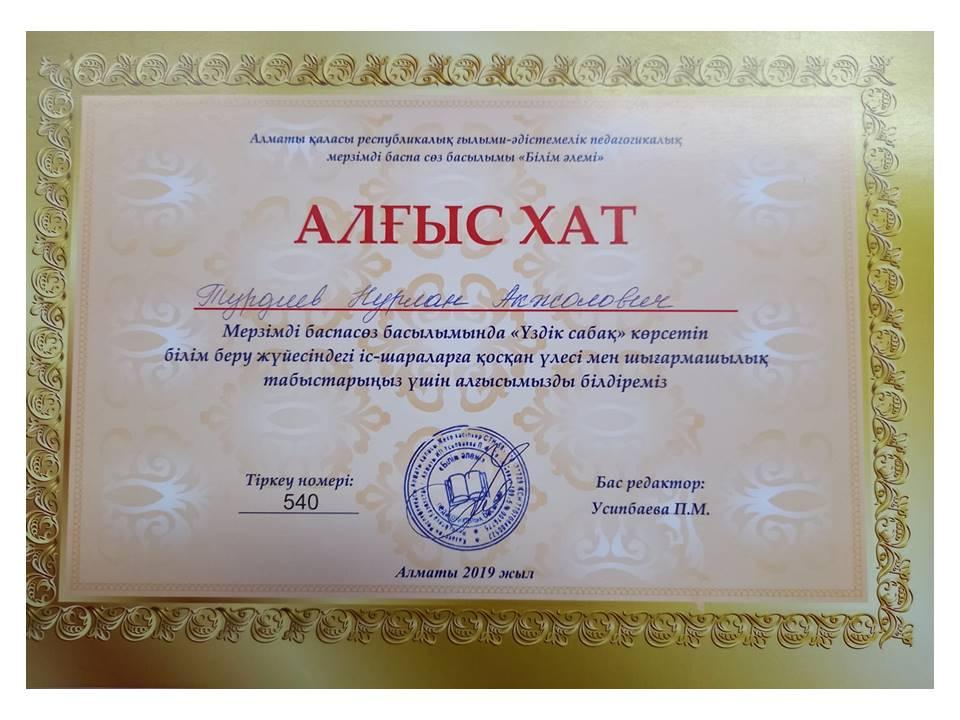 Алматы қаласы республикалық ғылыми-әдістемелік педагогикалық
мерзімді баспа сөз басылымы «Білім әлемі»
АЛҒЫС ХАТ
Турдиев Нурлан Акжолович
Мерзімді баспасөз басылымында «Үздік сабақ» көрсетіп
білім беру жүйесіндегі іс-шараларға қосқан үлесі мен шығармашылық
табыстарыңыз үшін алғысымызды білдіреміз
Тіркеу номері:
540
«Білім әлемі»
Бас редактор:
Усипбаева П.М.
Алматы 2019 жыл